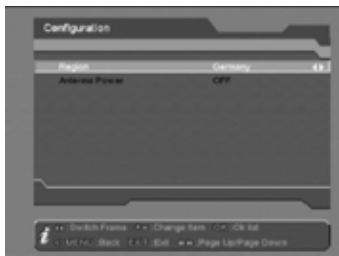 Configuration
Region Germany
Antenna Power OFF
:Switch Frame :Change Item OK :Ok list
MENU :Back EXIT :Exit :Page Up/Page Down